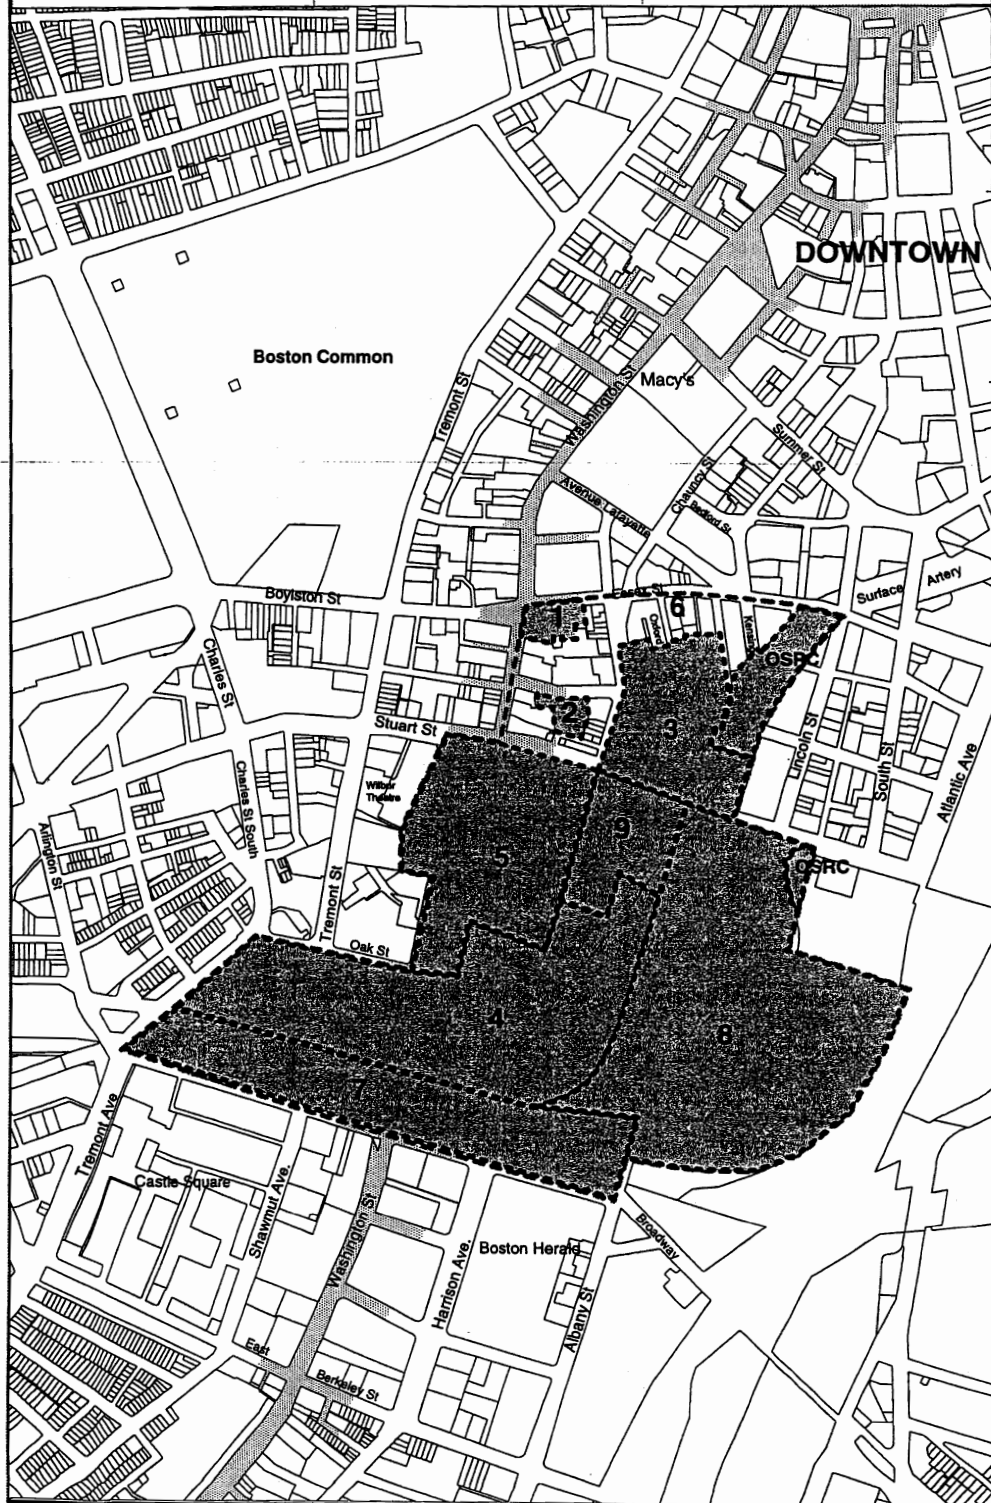 DOWNTOWN
Boston Common
Macy's
Tremont St
Washington St
Summer St
Chauncy St
Avenue Lafayette
Bedford St
Surface
Artery
Essex St
Boylston St
1
6
Oxford
OSRC
Charles St
2
3
Lincoln St
South St
Atlantic Ave
Stuart St
Wilbur
Theatre
Charles St South
Arlington St
9
5
OSRC
Tremont St
Oak St
4
8
7
Tremont Ave
Castle Square
Shawmut Ave.
Washington St
Boston Herald
Broadway
Harrison Ave.
Albany St
East
Berkeley St